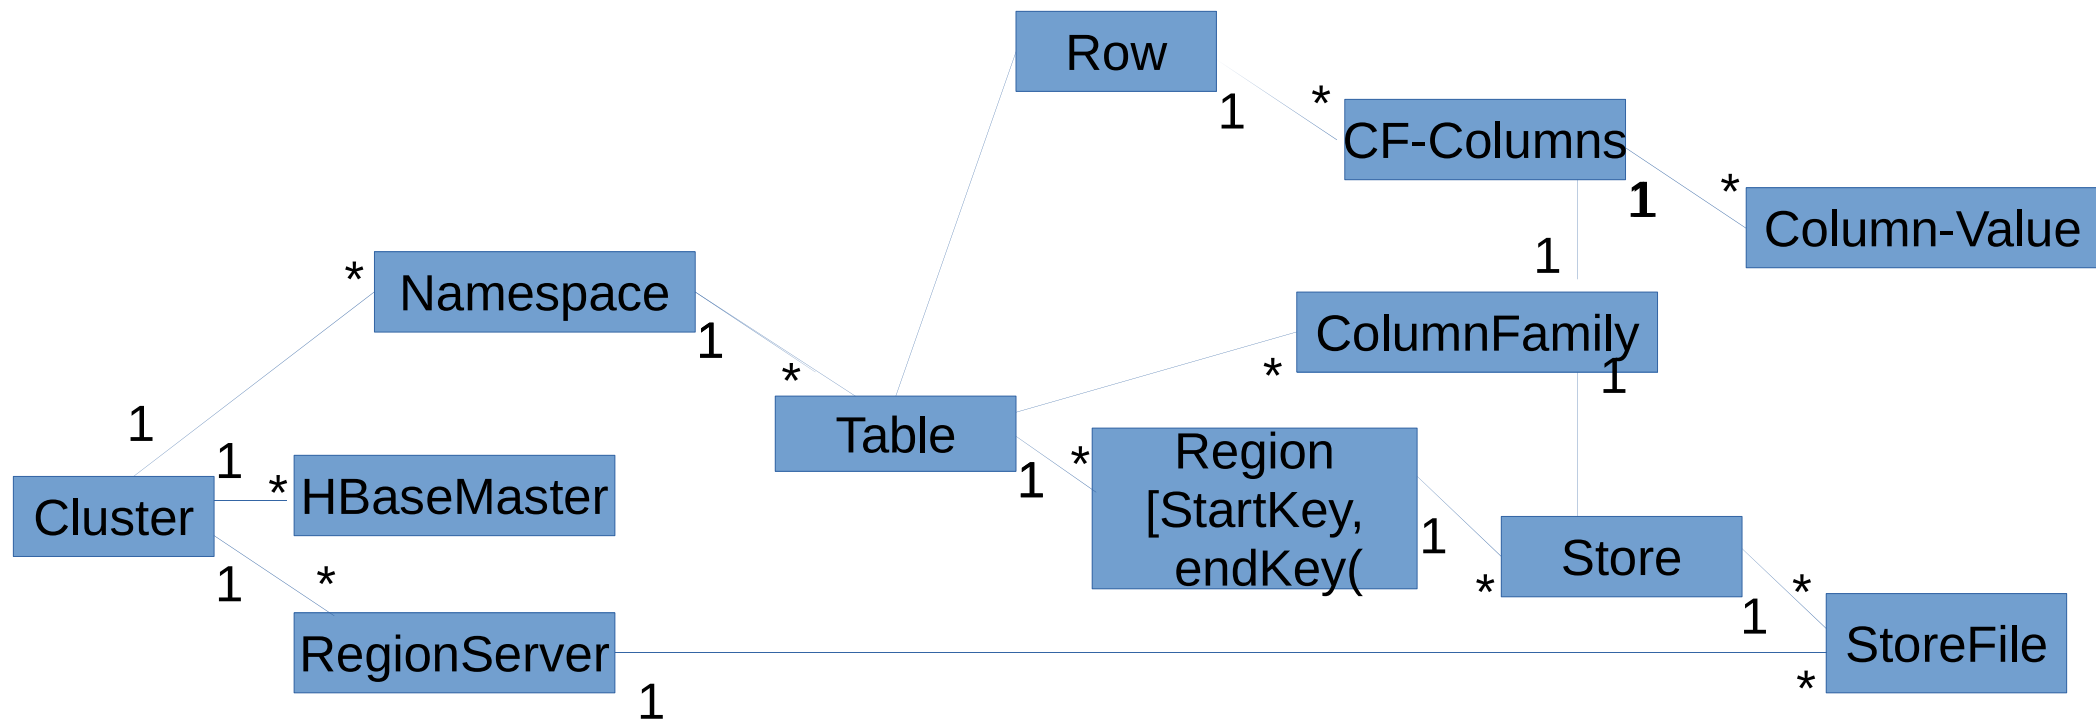 Row
1
*
CF-Columns
1
*
Column-Value
1
*
Namespace
1
*
ColumnFamily
1
*
1
Table
1
*
Region
[StartKey,
endKey(
1
*
Store
1
*
StoreFile
1
*
HBaseMaster
Cluster
1
*
RegionServer
1
*